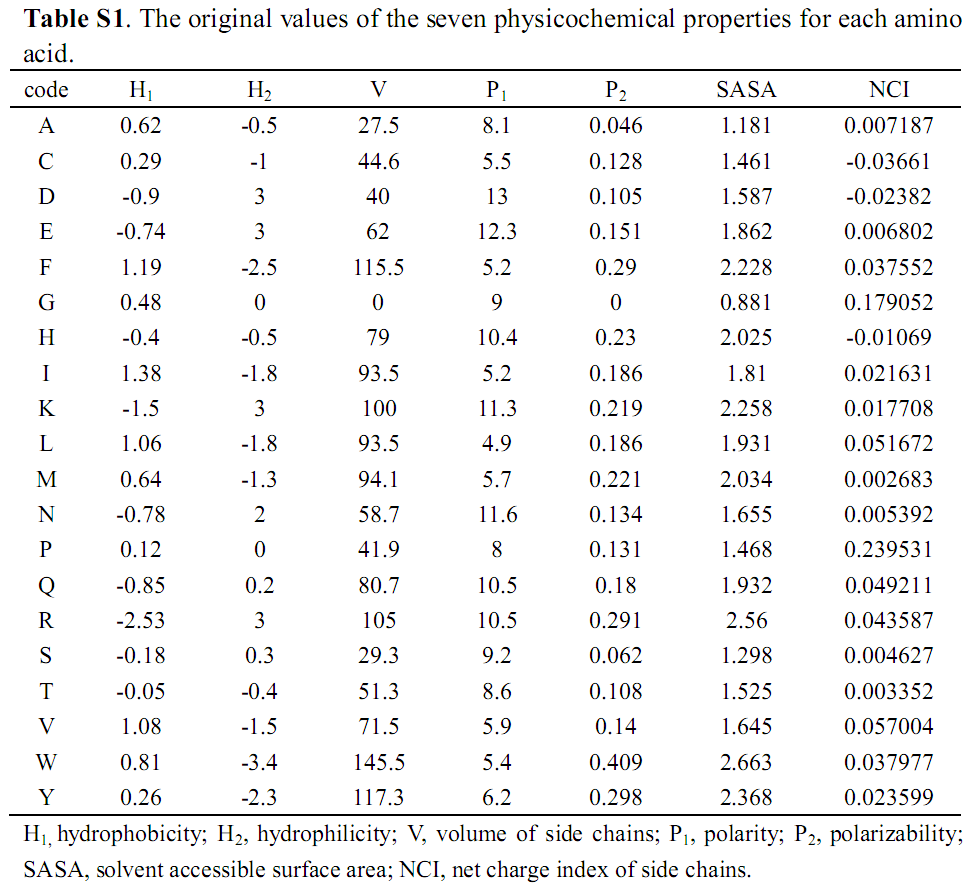 Table S1. The original values of the seven physicochemical properties for each amino
acid.
code H₁ H₂ V P₁ P₂ SASA NCI
A 0.62 -0.5 27.5 8.1 0.046 1.181 0.007187
C 0.29 -1 44.6 5.5 0.128 1.461 -0.03661
D -0.9 3 40 13 0.105 1.587 -0.02382
E -0.74 3 62 12.3 0.151 1.862 0.006802
F 1.19 -2.5 115.5 5.2 0.29 2.228 0.037552
G 0.48 0 0 9 0 0.881 0.179052
H -0.4 -0.5 79 10.4 0.23 2.025 -0.01069
I 1.38 -1.8 93.5 5.2 0.186 1.81 0.021631
K -1.5 3 100 11.3 0.219 2.258 0.017708
L 1.06 -1.8 93.5 4.9 0.186 1.931 0.051672
M 0.64 -1.3 94.1 5.7 0.221 2.034 0.002683
N -0.78 2 58.7 11.6 0.134 1.655 0.005392
P 0.12 0 41.9 8 0.131 1.468 0.239531
Q -0.85 0.2 80.7 10.5 0.18 1.932 0.049211
R -2.53 3 105 10.5 0.291 2.56 0.043587
S -0.18 0.3 29.3 9.2 0.062 1.298 0.004627
T -0.05 -0.4 51.3 8.6 0.108 1.525 0.003352
V 1.08 -1.5 71.5 5.9 0.14 1.645 0.057004
W 0.81 -3.4 145.5 5.4 0.409 2.663 0.037977
Y 0.26 -2.3 117.3 6.2 0.298 2.368 0.023599
H₁, hydrophobicity; H₂, hydrophilicity; V, volume of side chains; P₁, polarity; P₂, polarizability;
SASA, solvent accessible surface area; NCI, net charge index of side chains.